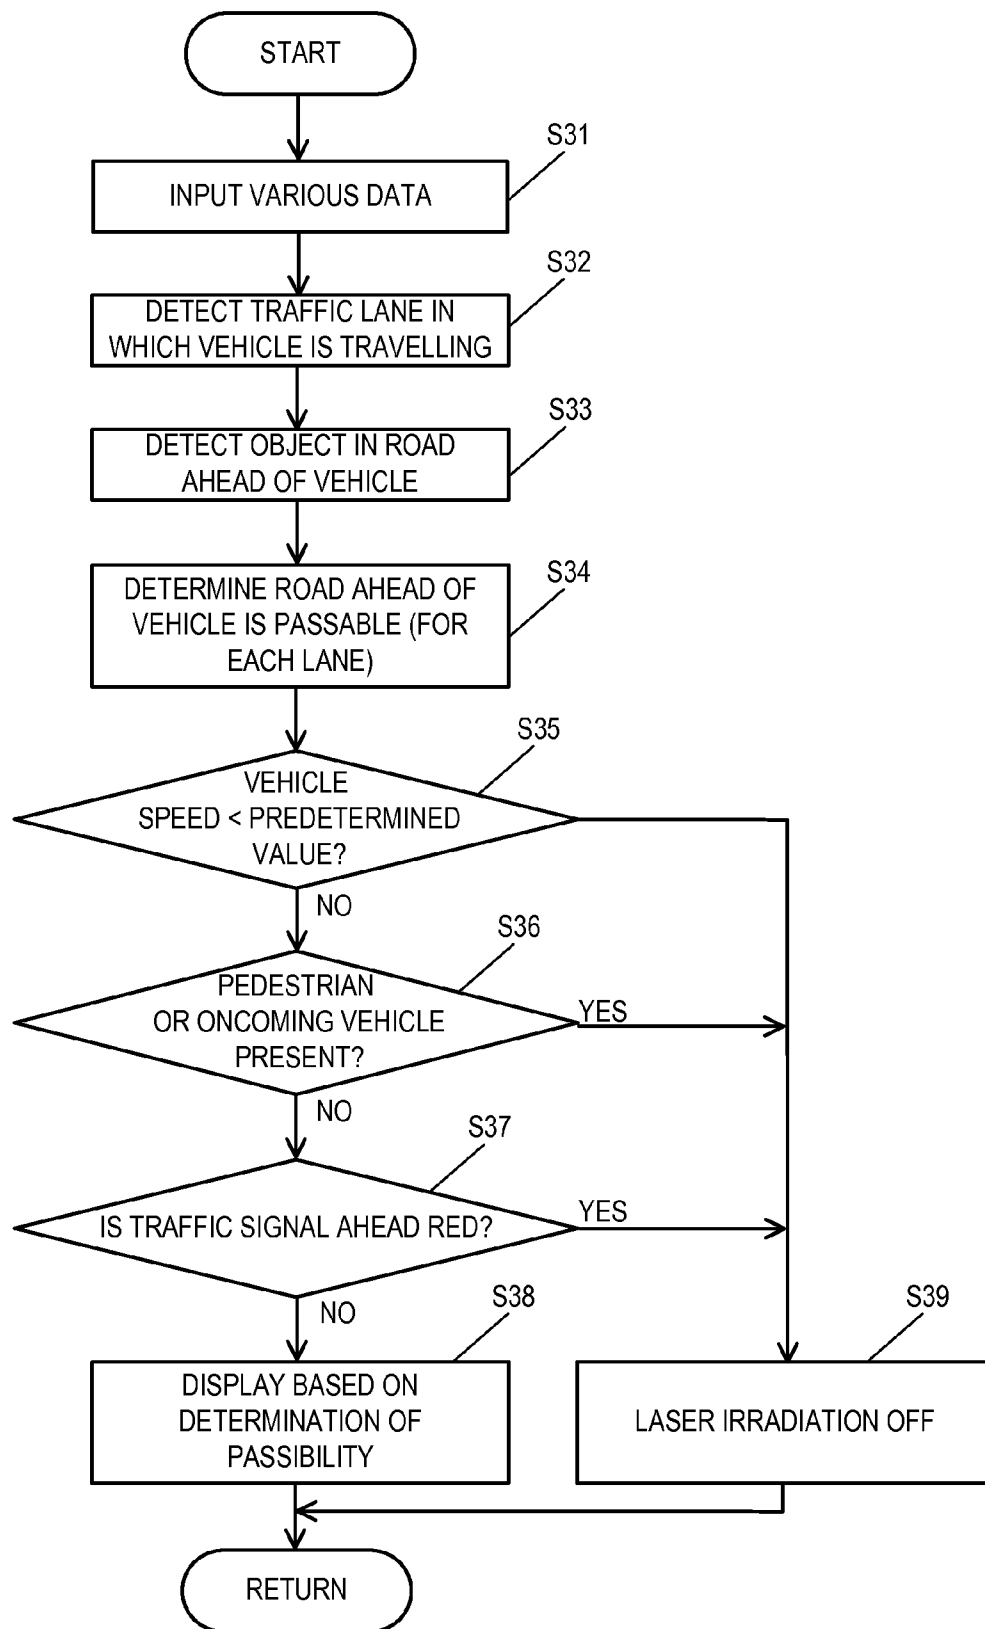 START
S31
INPUT VARIOUS DATA
S32
DETECT TRAFFIC LANE IN
WHICH VEHICLE IS TRAVELLING
S33
DETECT OBJECT IN ROAD
AHEAD OF VEHICLE
S34
DETERMINE ROAD AHEAD OF
VEHICLE IS PASSABLE (FOR
EACH LANE)
S35
VEHICLE
SPEED < PREDETERMINED
VALUE?
NO
S36
PEDESTRIAN
OR ONCOMING VEHICLE
PRESENT?
YES
NO
S37
IS TRAFFIC SIGNAL AHEAD RED?
YES
NO
S38
DISPLAY BASED ON
DETERMINATION OF
PASSIBILITY
S39
LASER IRRADIATION OFF
RETURN